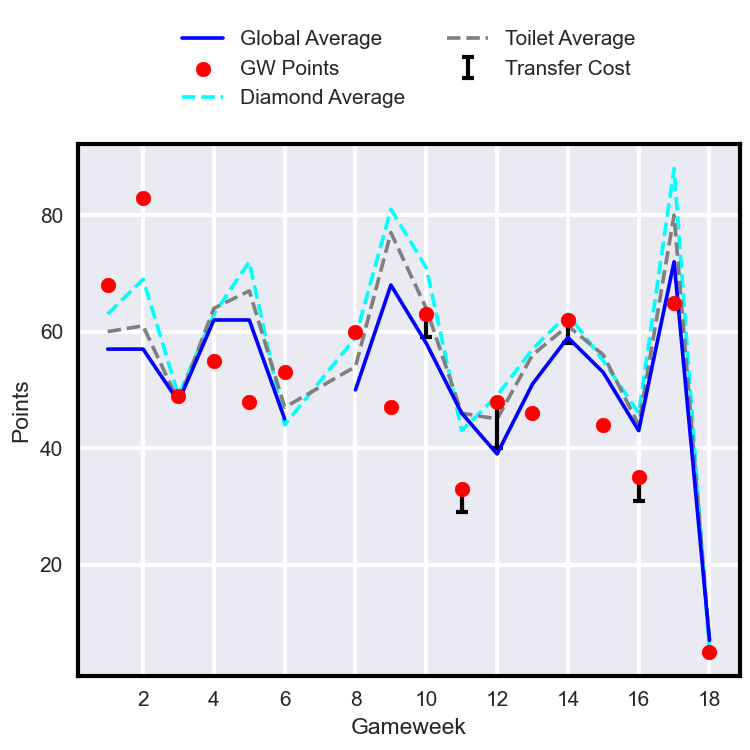 Global Average
GW Points
Diamond Average
Toilet Average
Transfer Cost
Points
80
60
40
20
2 4 6 8 10 12 14 16 18
Gameweek